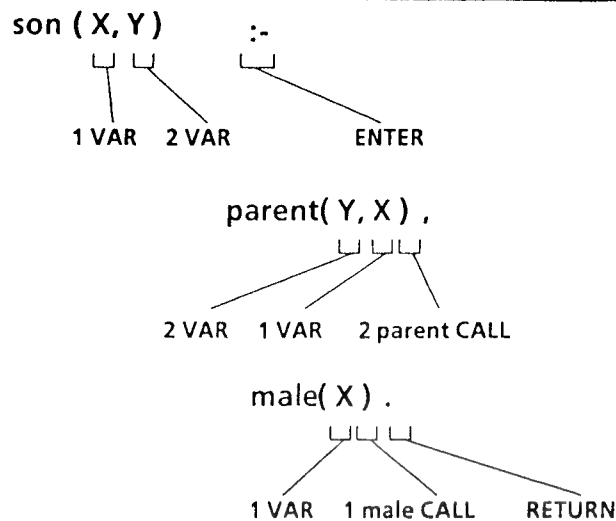 son ( X, Y) :-
1 VAR 2 VAR ENTER
parent( Y, X ) ,
2 VAR 1 VAR 2 parent CALL
male( X ) .
1 VAR 1 male CALL RETURN